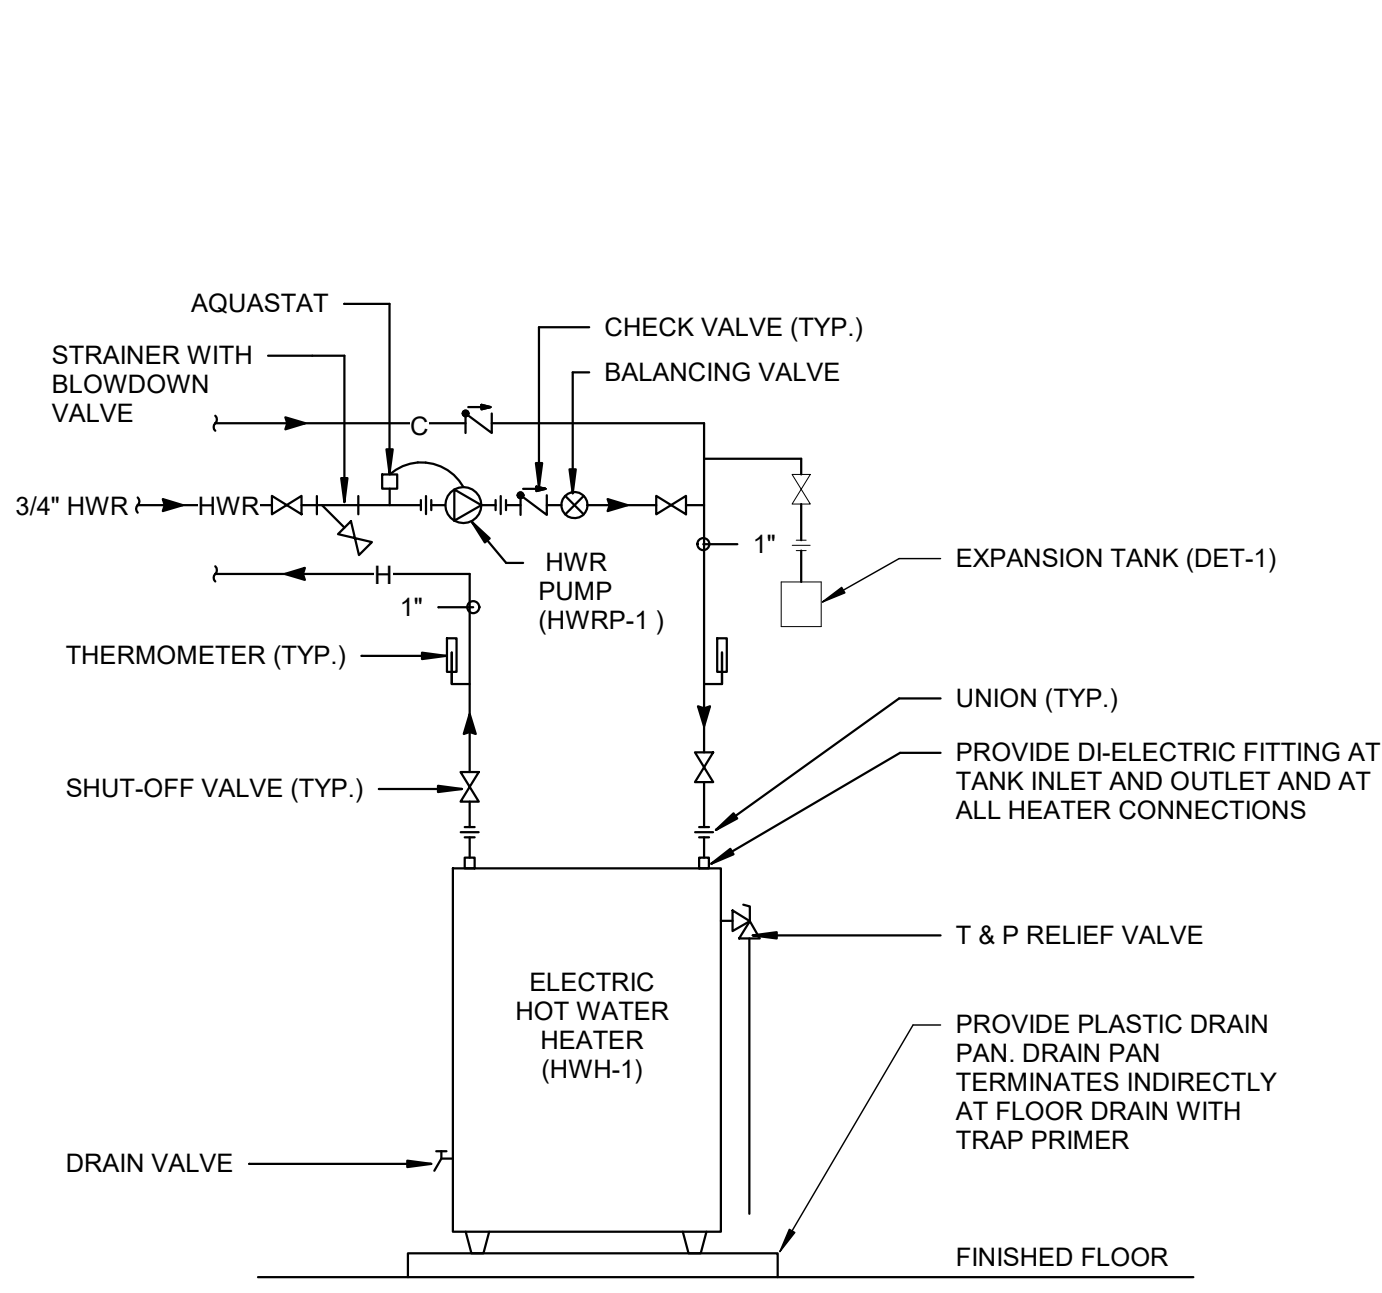 AQUASTAT
CHECK VALVE (TYP.)
STRAINER WITH
BLOWDOWN
VALVE
BALANCING VALVE
C
3/4" HWR
HWR
1"
HWR
PUMP
(HWRP-1 )
EXPANSION TANK (DET-1)
H
1"
THERMOMETER (TYP.)
UNION (TYP.)
PROVIDE DI-ELECTRIC FITTING AT
TANK INLET AND OUTLET AND AT
ALL HEATER CONNECTIONS
SHUT-OFF VALVE (TYP.)
T & P RELIEF VALVE
ELECTRIC
HOT WATER
HEATER
(HWH-1)
PROVIDE PLASTIC DRAIN
PAN. DRAIN PAN
TERMINATES INDIRECTLY
AT FLOOR DRAIN WITH
TRAP PRIMER
DRAIN VALVE
FINISHED FLOOR